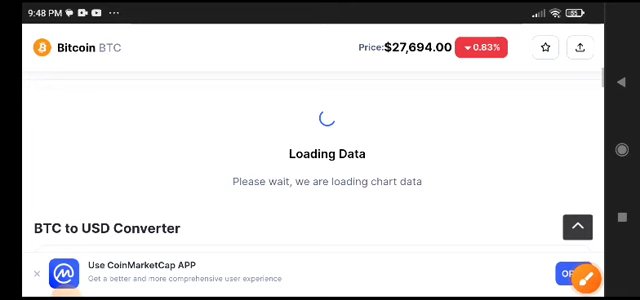 9:48 PM
Bitcoin BTC
Price: $27,694.00 0.83%
Loading Data
Please wait, we are loading chart data
BTC to USD Converter
Use CoinMarketCap APP
Get a better and more comprehensive user experience